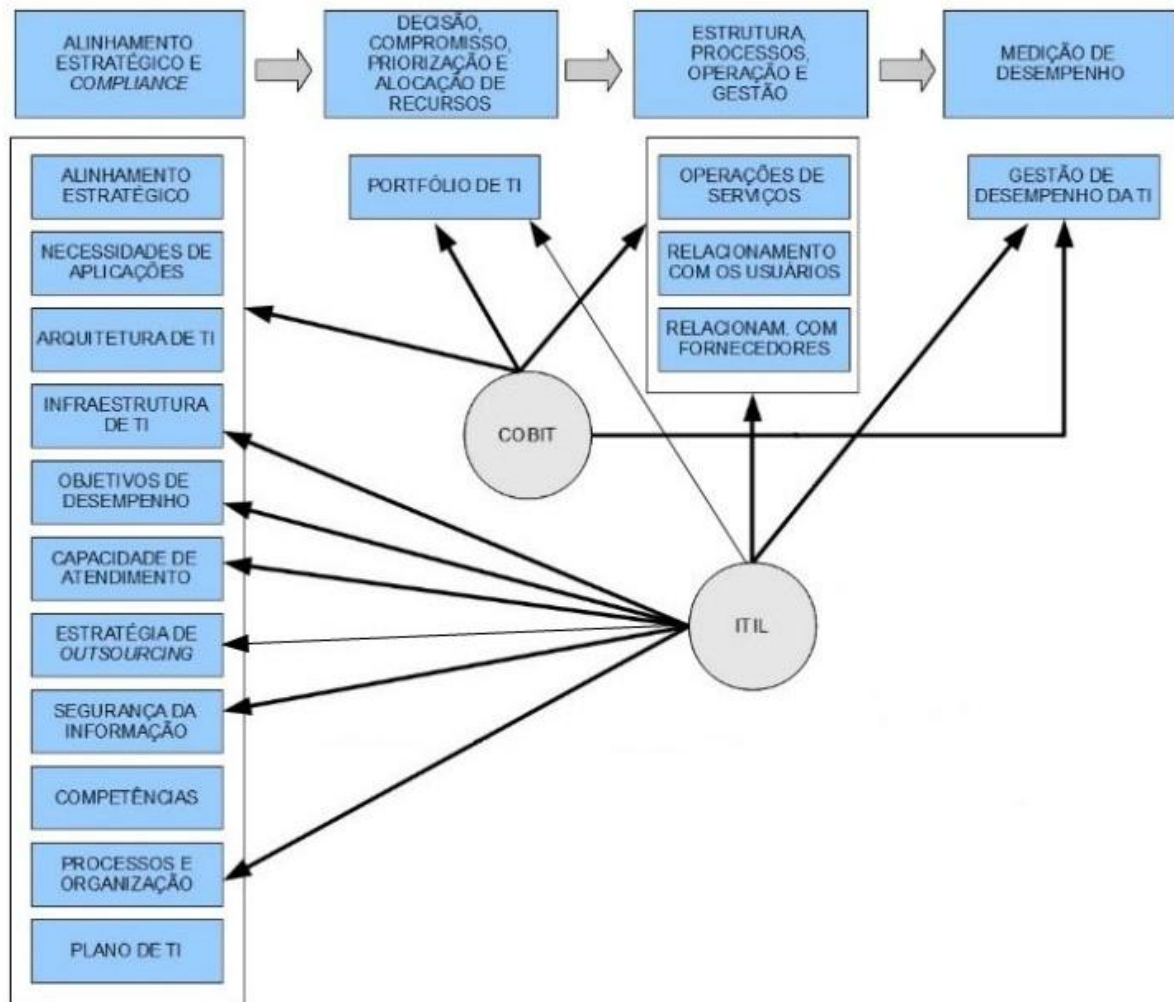 ALINHAMENTO
ESTRATÉGICO E
COMPLIANCE
DECISÃO,
COMPROMISSO,
PRIORIZAÇÃO E
ALOCAÇÃO DE
RECURSOS
ESTRUTURA,
PROCESSOS,
OPERAÇÃO E
GESTÃO
MEDIÇÃO DE
DESEMPENHO
ALINHAMENTO
ESTRATÉGICO
NECESSIDADES DE
APLICAÇÕES
ARQUITETURA DE TI
INFRAESTRUTURA
DE TI
OBJETIVOS DE
DESEMPENHO
CAPACIDADE DE
ATENDIMENTO
ESTRATÉGIA DE
OUTSOURCING
SEGURANÇA DA
INFORMAÇÃO
COMPETÊNCIAS
PROCESSOS E
ORGANIZAÇÃO
PLANO DE TI
PORTFÓLIO DE TI
OPERAÇÕES DE
SERVIÇOS
RELACIONAMENTO
COM OS USUÁRIOS
RELACIONAM. COM
FORNECEDORES
GESTÃO DE
DESEMPENHO DA TI
COBIT
ITIL